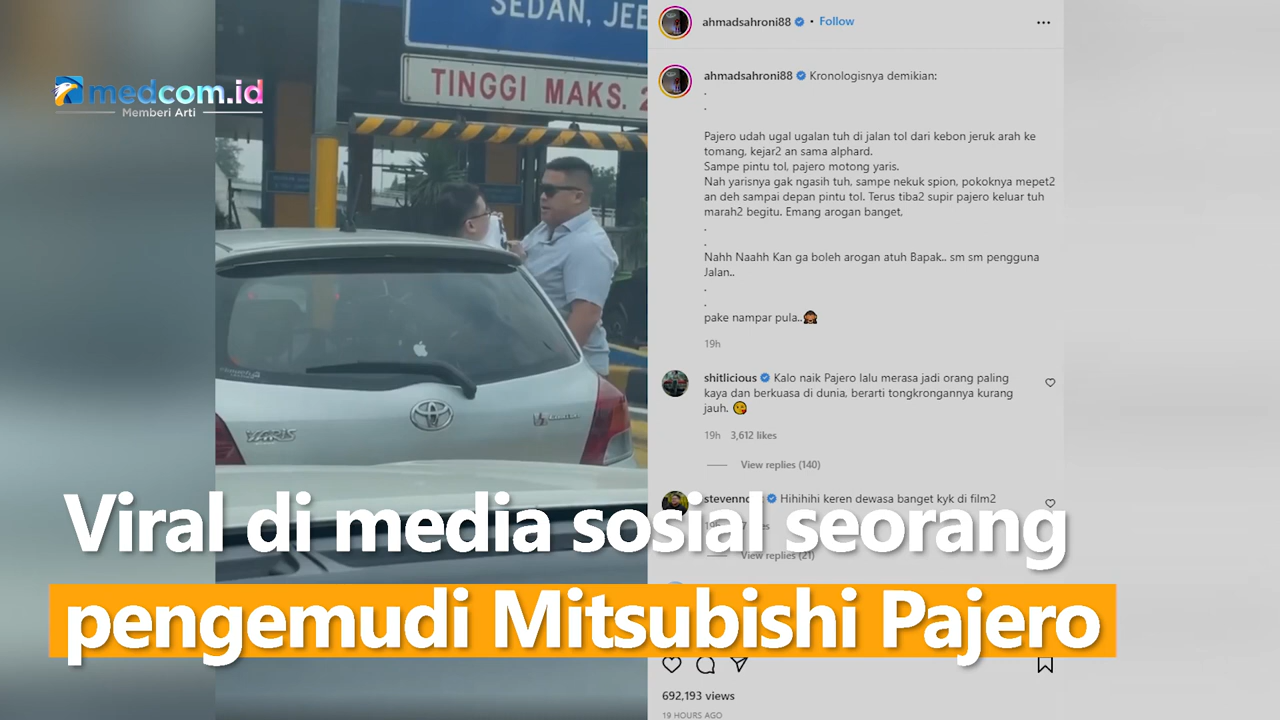 SEDAN, JEE
TINGGI MAKS. 2
medcom.id
Memberi Arti
YARIS
ahmadsahroni88 • Follow
ahmadsahroni88 Kronologisnya demikian:
.
.
Pajero udah ugal ugalan tuh di jalan tol dari kebon jeruk arah ke
tomang, kejar2 an sama alphard.
Sampe pintu tol, pajero motong yaris.
Nah yarisnya gak ngasih tuh, sampe nekuk spion, pokoknya mepet2
an deh sampai depan pintu tol. Terus tiba2 supir pajero keluar tuh
marah2 begitu. Emang arogan banget,
.
.
Nahh Naahh Kan ga boleh arogan atuh Bapak.. sm sm pengguna
Jalan..
.
.
pake nampar pula..🙈
19h
shitlicious Kalo naik Pajero lalu merasa jadi orang paling
kaya dan berkuasa di dunia, berarti tongkrongannya kurang
jauh. 😘
19h 3,612 likes
View replies (140)
Hihihihi keren dewasa banget kyk di film2
View replies (21)
Viral di media sosial seorang
pengemudi Mitsubishi Pajero
692,193 views
19 HOURS AGO